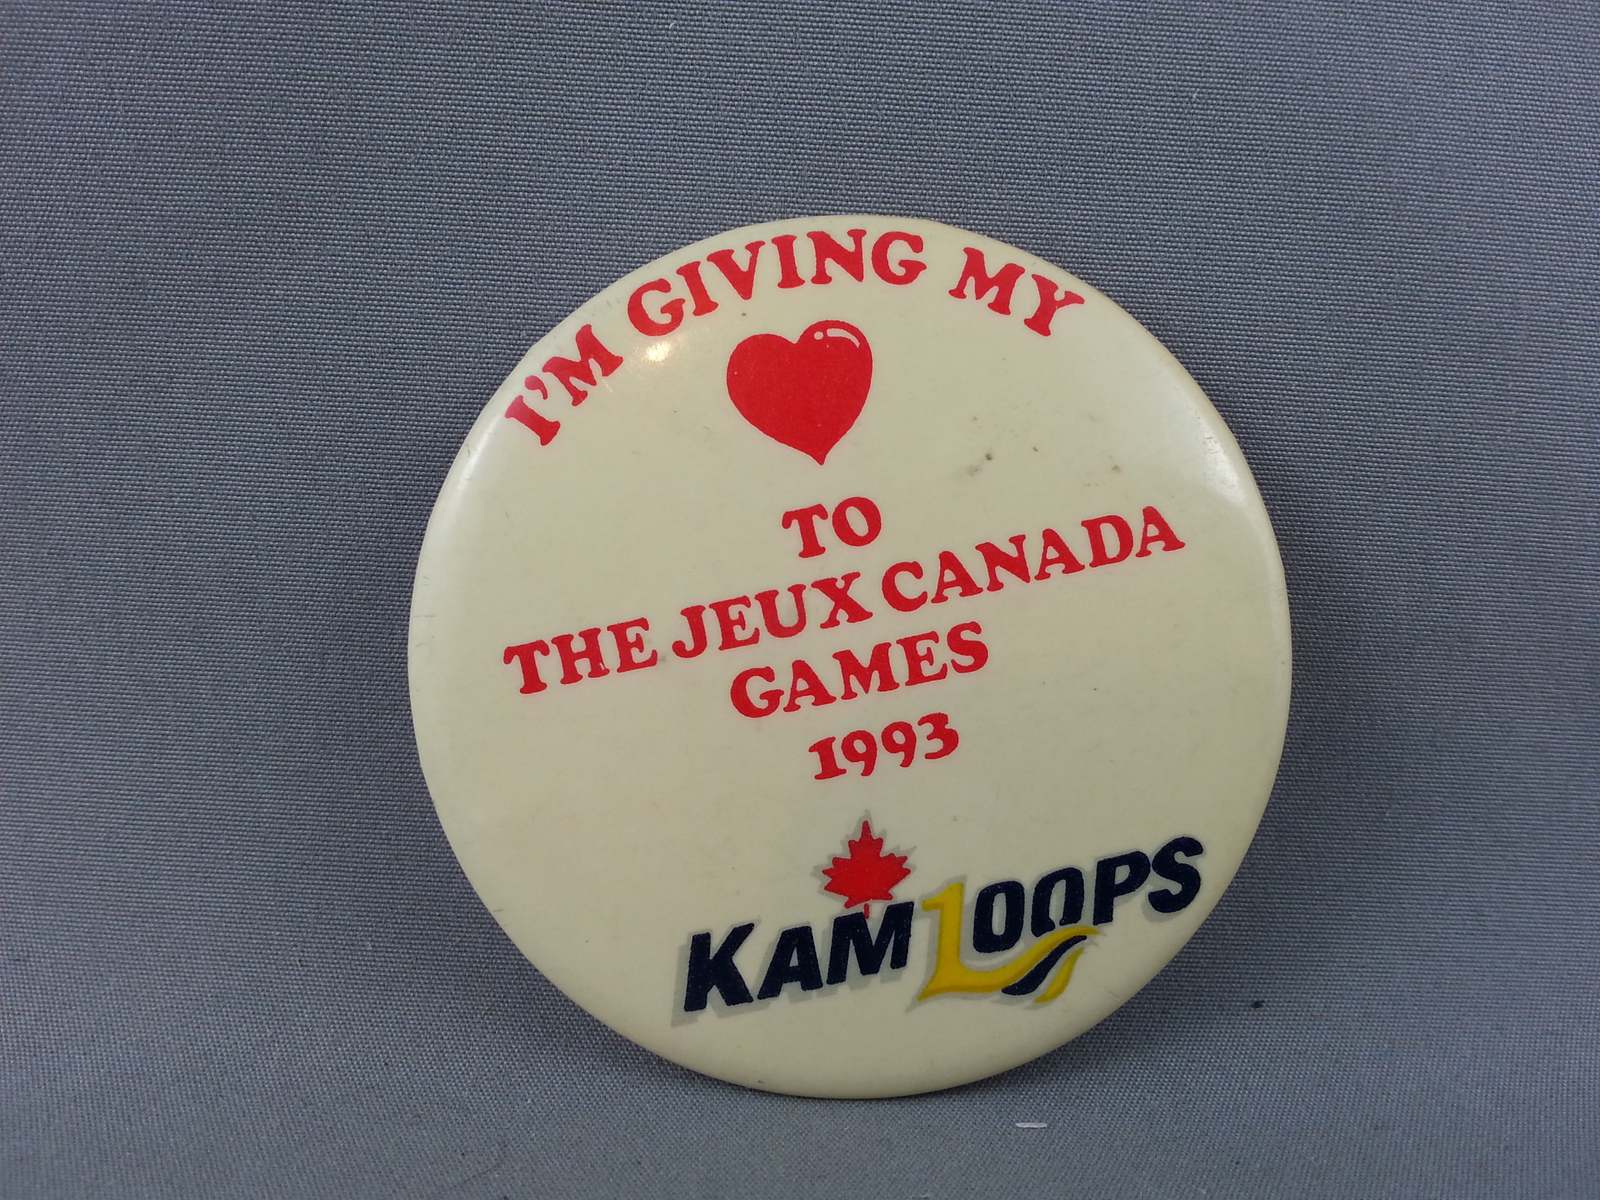 I'M GIVING MY
TO
THE JEUX CANADA
GAMES
1993
KAMLOOPS